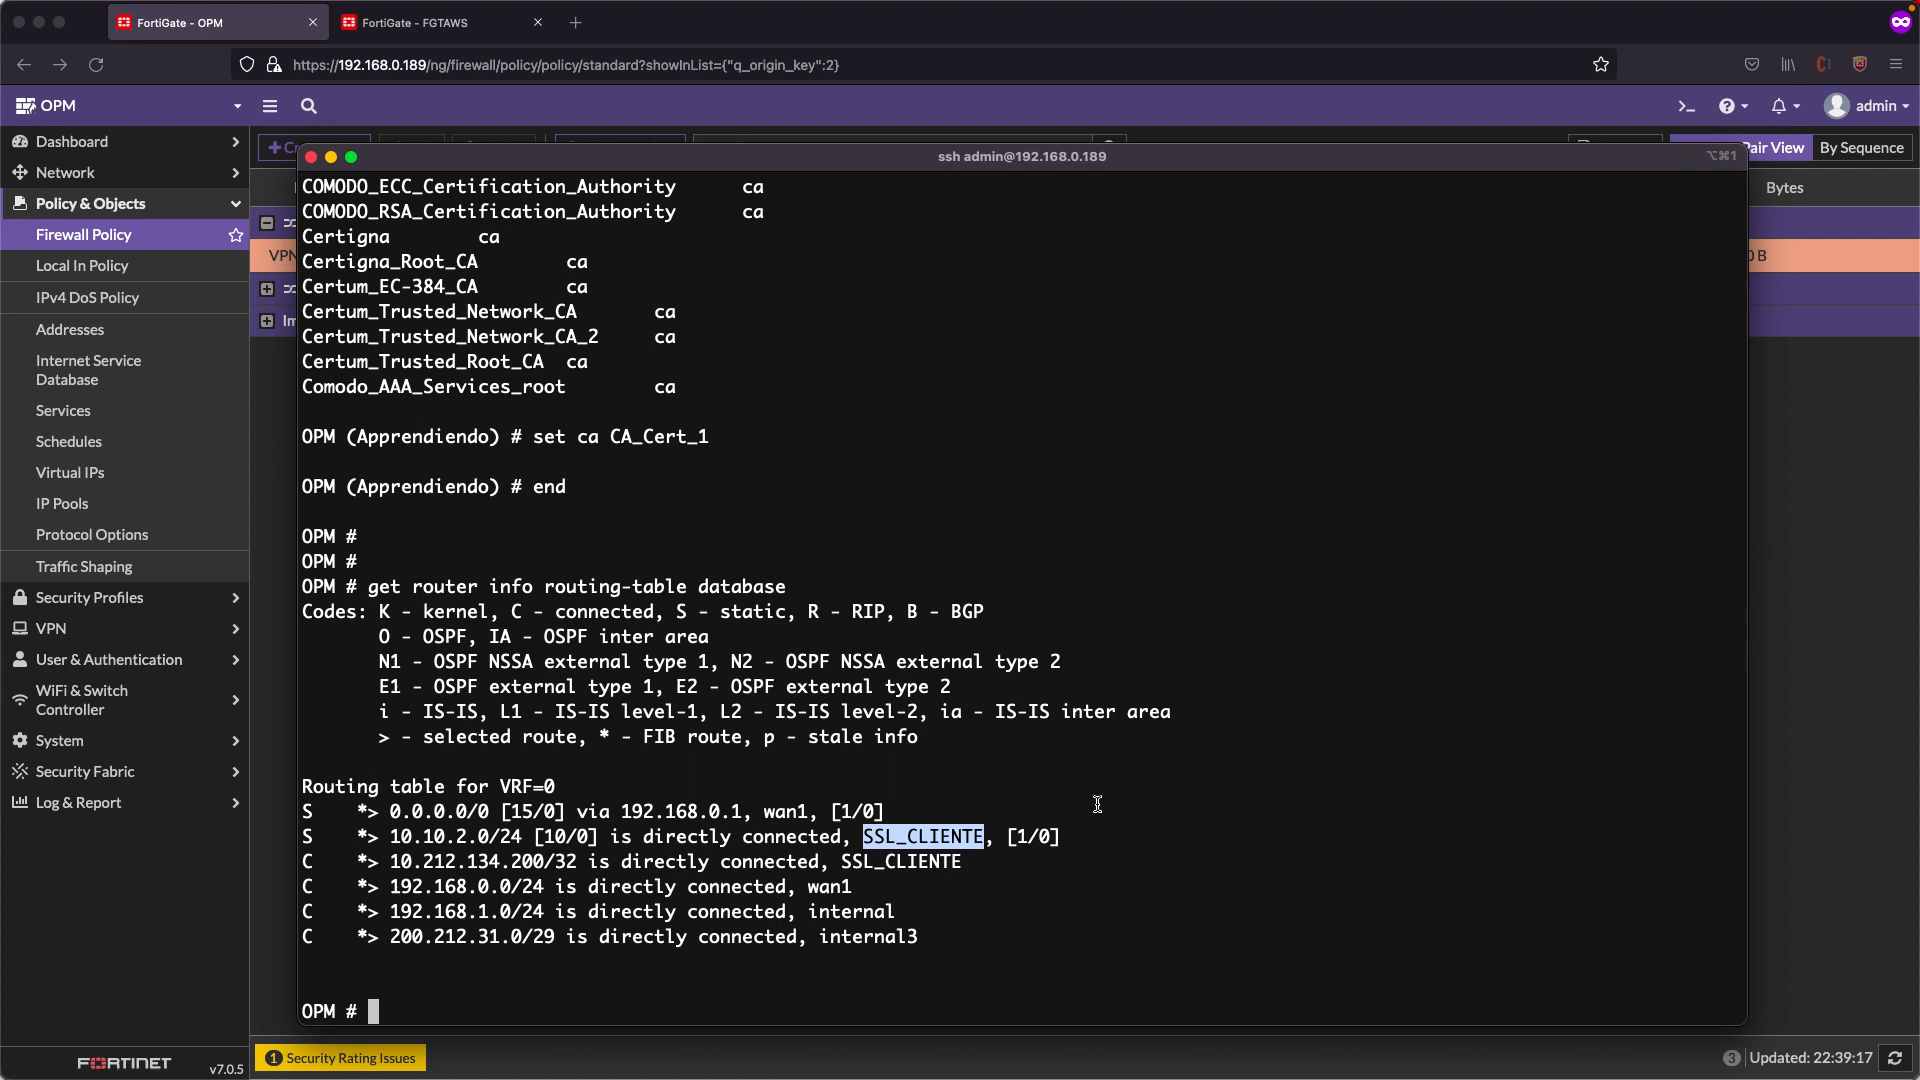 FortiGate - OPM
FortiGate - FGTAWS
https://192.168.0.189/ng/firewall/policy/policy/standard?showInList={"q_origin_key":2}
OPM
admin
Dashboard
Network
Policy & Objects
Firewall Policy
Local In Policy
IPv4 DoS Policy
Addresses
Internet Service
Database
Services
Schedules
Virtual IPs
IP Pools
Protocol Options
Traffic Shaping
Security Profiles
VPN
User & Authentication
WiFi & Switch
Controller
System
Security Fabric
Log & Report
FORTINET
v7.0.5
Pair View
By Sequence
Bytes
VPN
0 B
ssh admin@192.168.0.189
⌥⌘1
COMODO_ECC_Certification_Authority ca
COMODO_RSA_Certification_Authority ca
Certigna ca
Certigna_Root_CA ca
Certum_EC-384_CA ca
Certum_Trusted_Network_CA ca
Certum_Trusted_Network_CA_2 ca
Certum_Trusted_Root_CA ca
Comodo_AAA_Services_root ca
OPM (Apprendiendo) # set ca CA_Cert_1
OPM (Apprendiendo) # end
OPM #
OPM #
OPM # get router info routing-table database
Codes: K - kernel, C - connected, S - static, R - RIP, B - BGP
O - OSPF, IA - OSPF inter area
N1 - OSPF NSSA external type 1, N2 - OSPF NSSA external type 2
E1 - OSPF external type 1, E2 - OSPF external type 2
i - IS-IS, L1 - IS-IS level-1, L2 - IS-IS level-2, ia - IS-IS inter area
> - selected route, * - FIB route, p - stale info
Routing table for VRF=0
S *> 0.0.0.0/0 [15/0] via 192.168.0.1, wan1, [1/0]
S *> 10.10.2.0/24 [10/0] is directly connected, SSL_CLIENTE, [1/0]
C *> 10.212.134.200/32 is directly connected, SSL_CLIENTE
C *> 192.168.0.0/24 is directly connected, wan1
C *> 192.168.1.0/24 is directly connected, internal
C *> 200.212.31.0/29 is directly connected, internal3
OPM #
1 Security Rating Issues
3 Updated: 22:39:17